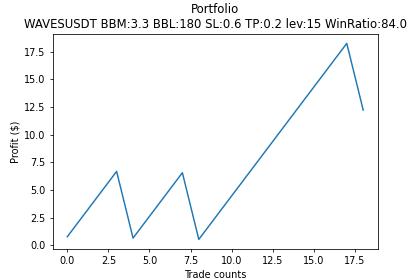 Portfolio
WAVESUSDT BBM:3.3 BBL:180 SL:0.6 TP:0.2 lev:15 WinRatio:84.0
Profit ($)
17.5
15.0
12.5
10.0
7.5
5.0
2.5
0.0
0.0 2.5 5.0 7.5 10.0 12.5 15.0 17.5
Trade counts